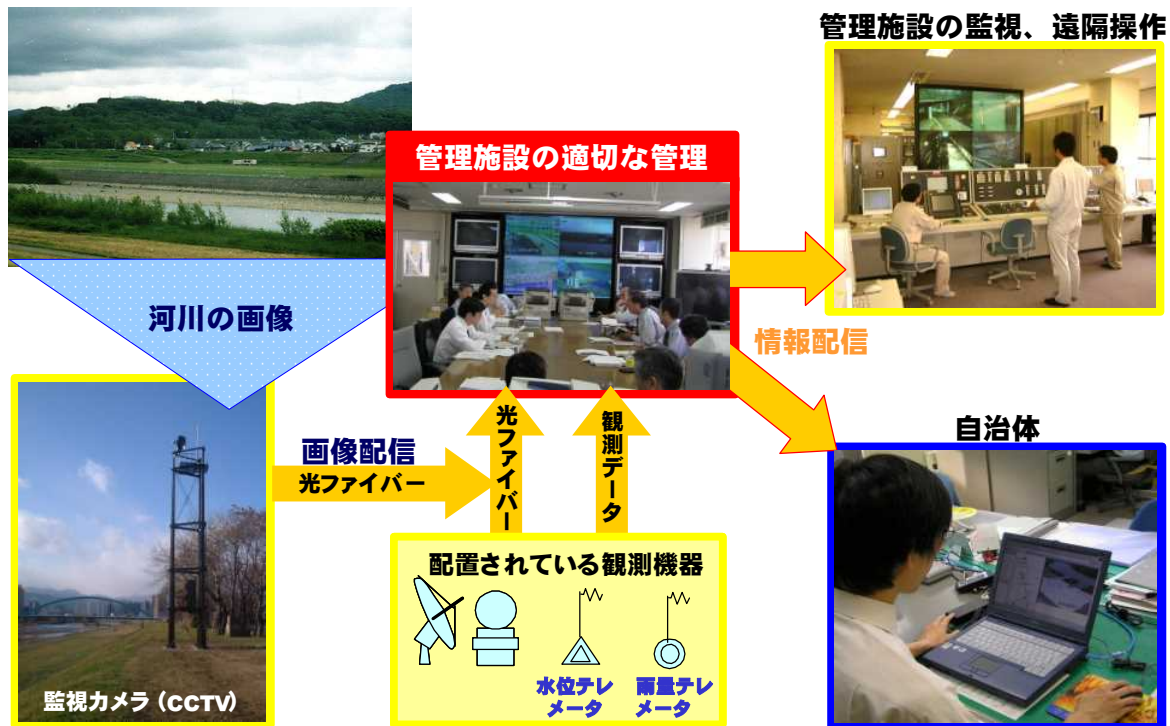 管理施設の監視、遠隔操作
管理施設の適切な管理
河川の画像
情報配信
自治体
画像配信
光ファイバー
光ファイバー
観測データ
配置されている観測機器
水位テレ
メータ
雨量テレ
メータ
監視カメラ（CCTV）